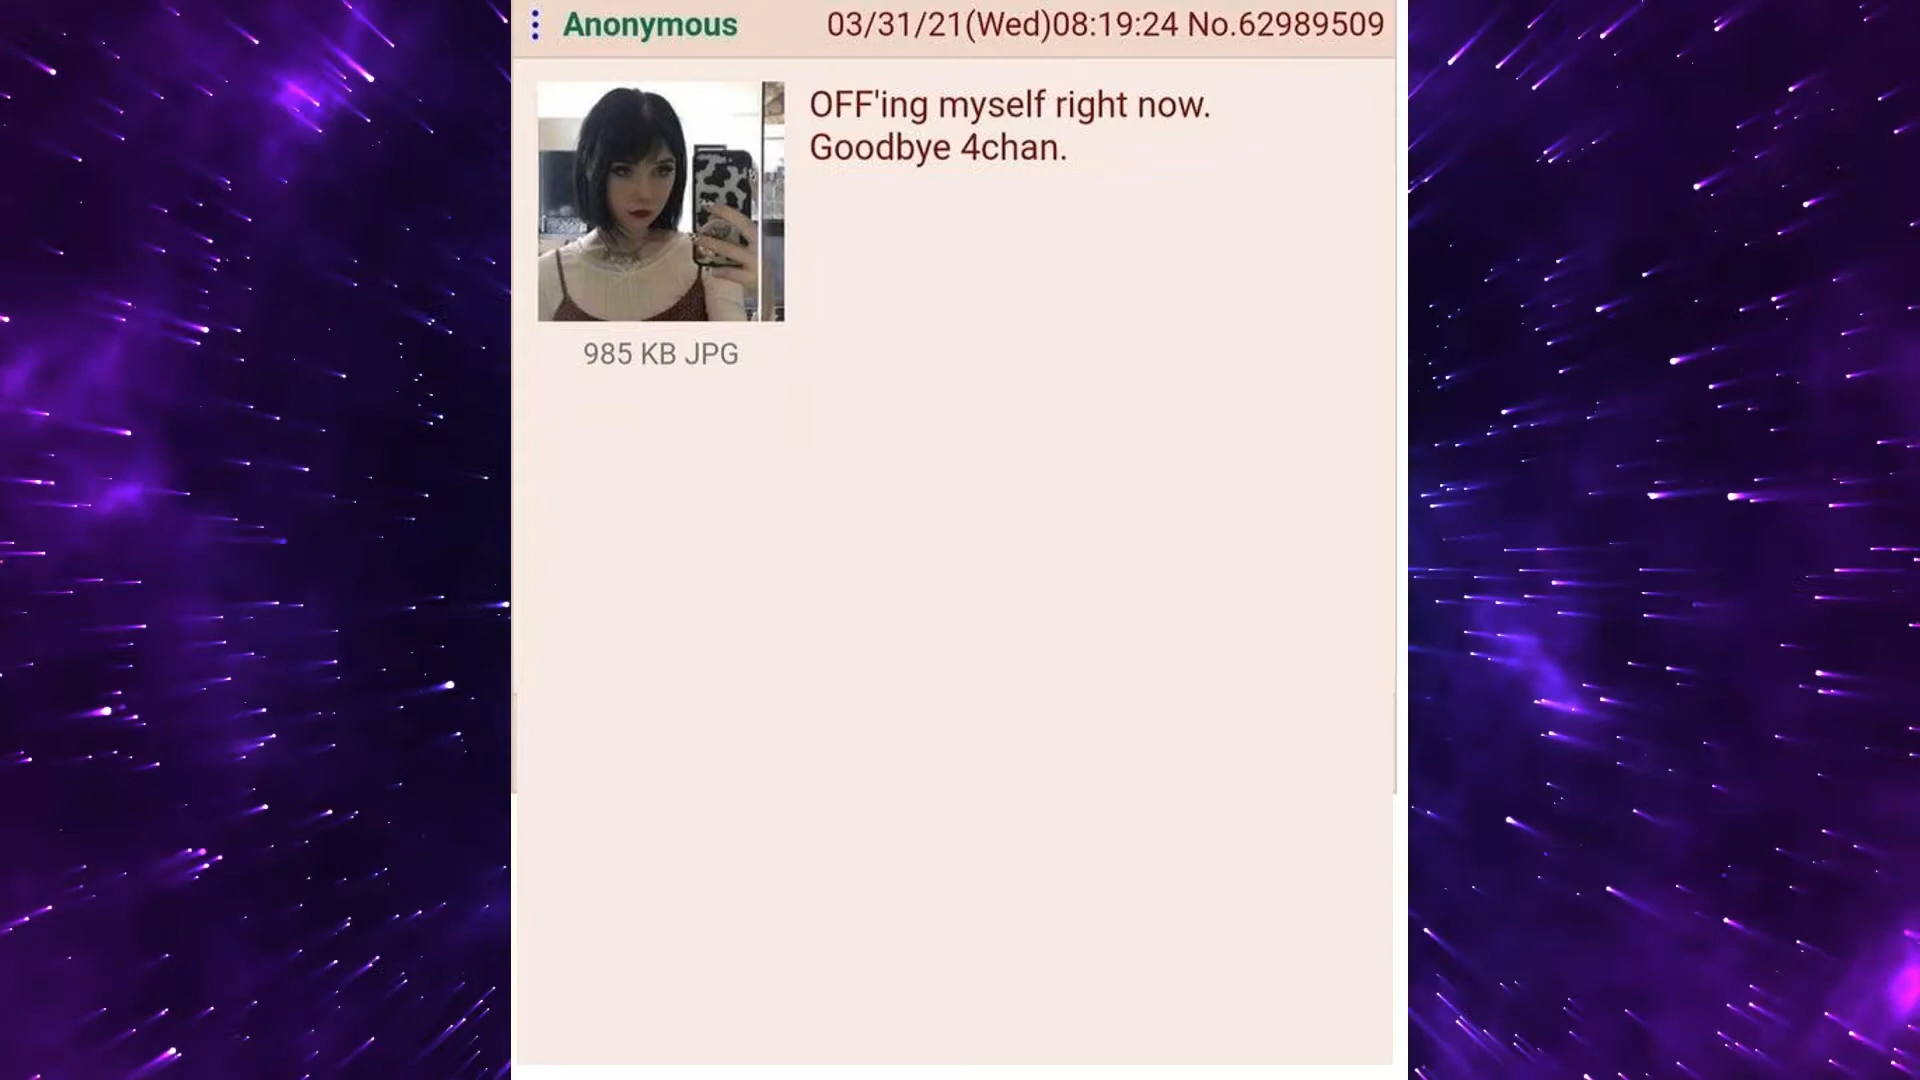 Anonymous 03/31/21(Wed)08:19:24 No.62989509
OFF'ing myself right now.
Goodbye 4chan.
985 KB JPG